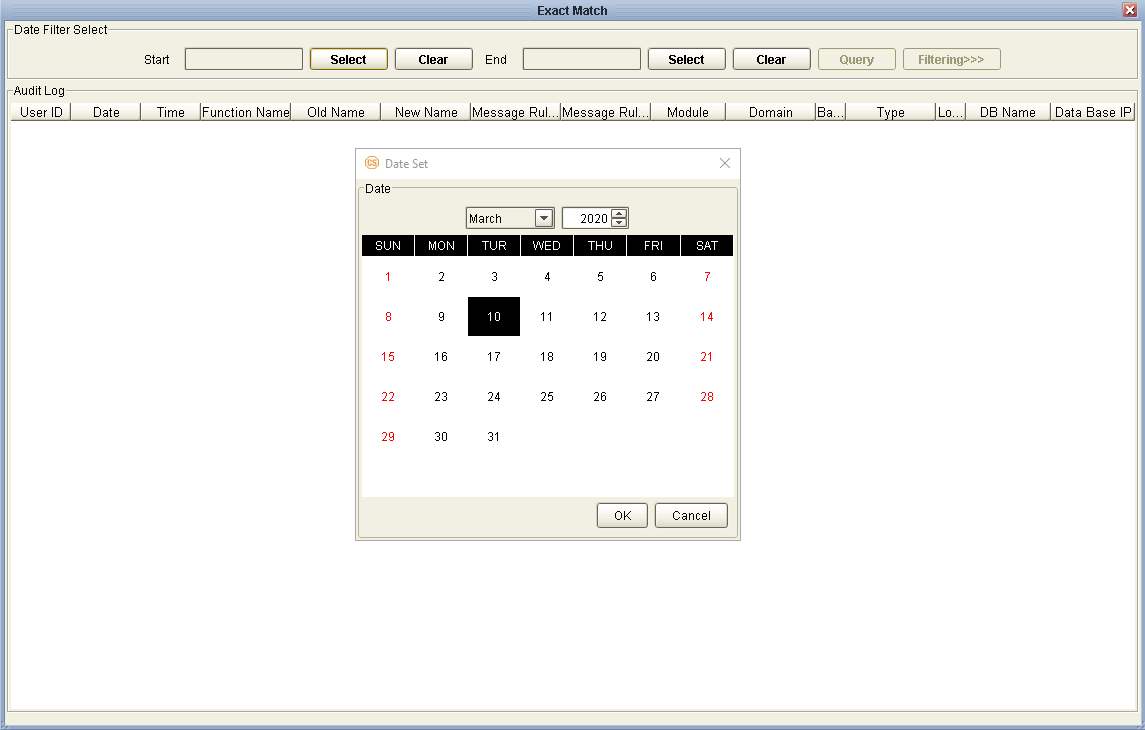 Exact Match
Date Filter Select
Start Select Clear End Select Clear Query Filtering>>>
Audit Log
User ID Date Time Function Name Old Name New Name Message Rul... Message Rul... Module Domain Ba... Type Lo... DB Name Data Base IP
CS Date Set
Date
March 2020
SUN MON TUR WED THU FRI SAT
1 2 3 4 5 6 7
8 9 10 11 12 13 14
15 16 17 18 19 20 21
22 23 24 25 26 27 28
29 30 31
OK Cancel